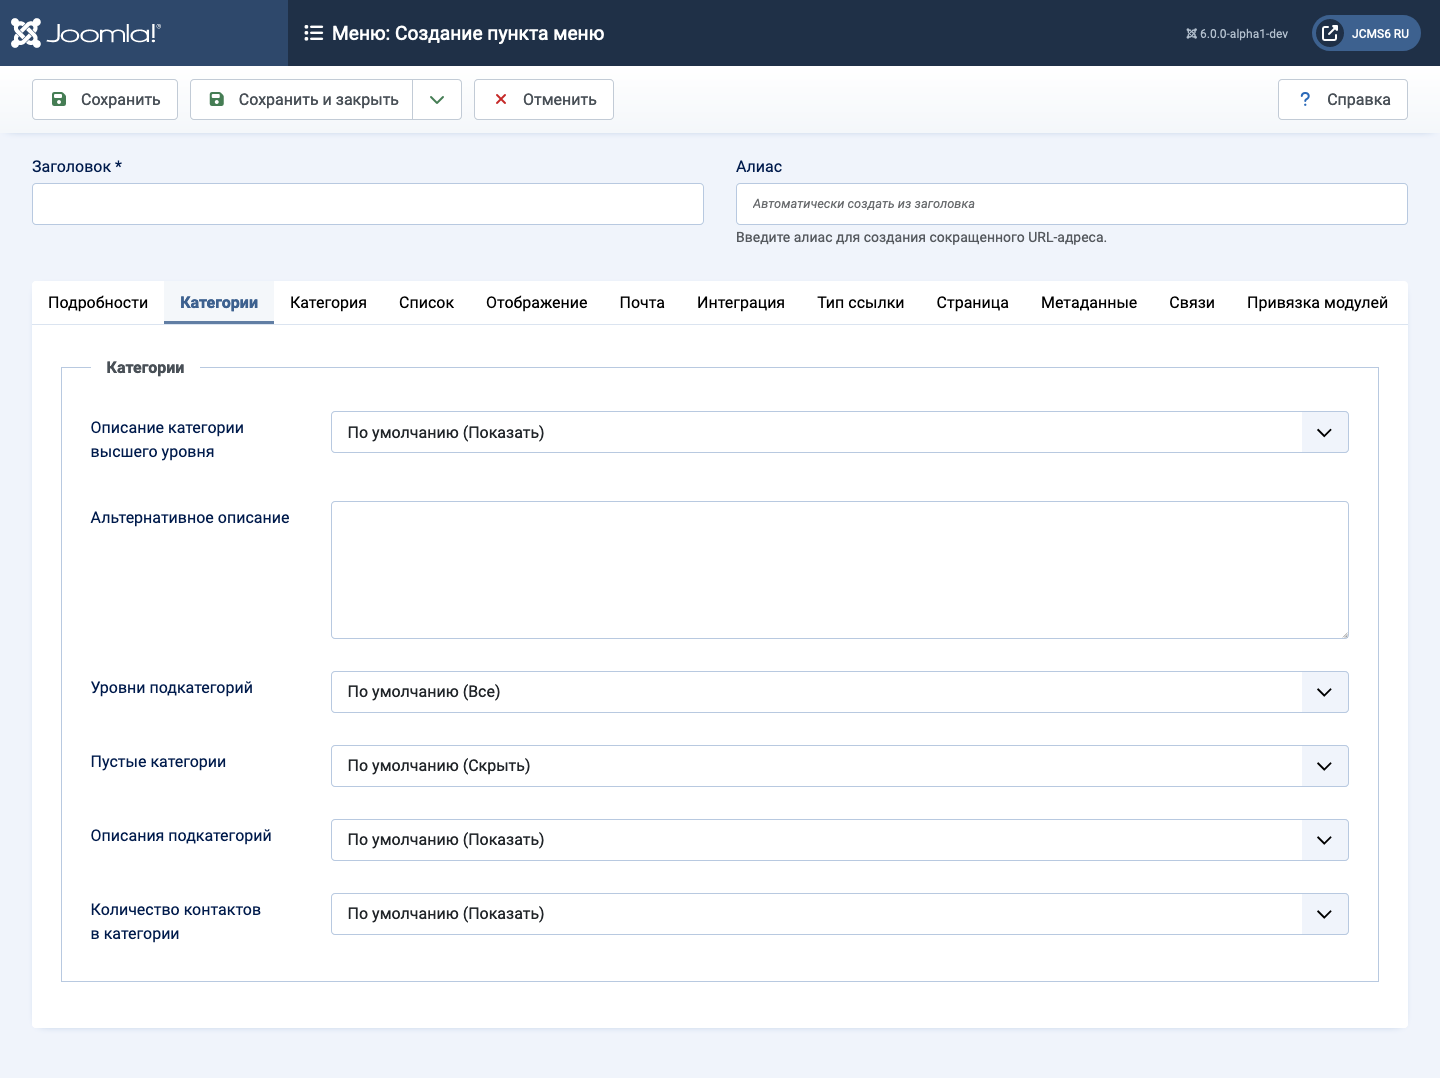 Joomla!®
Меню: Создание пункта меню
6.0.0-alpha1-dev
JCMS6 RU
Сохранить
Сохранить и закрыть
Отменить
? Справка
Заголовок *
Алиас
Автоматически создать из заголовка
Введите алиас для создания сокращенного URL-адреса.
Подробности Категории Категория Список Отображение Почта Интеграция Тип ссылки Страница Метаданные Связи Привязка модулей
Категории
Описание категории
высшего уровня
По умолчанию (Показать)
Альтернативное описание
Уровни подкатегорий
По умолчанию (Все)
Пустые категории
По умолчанию (Скрыть)
Описания подкатегорий
По умолчанию (Показать)
Количество контактов
в категории
По умолчанию (Показать)